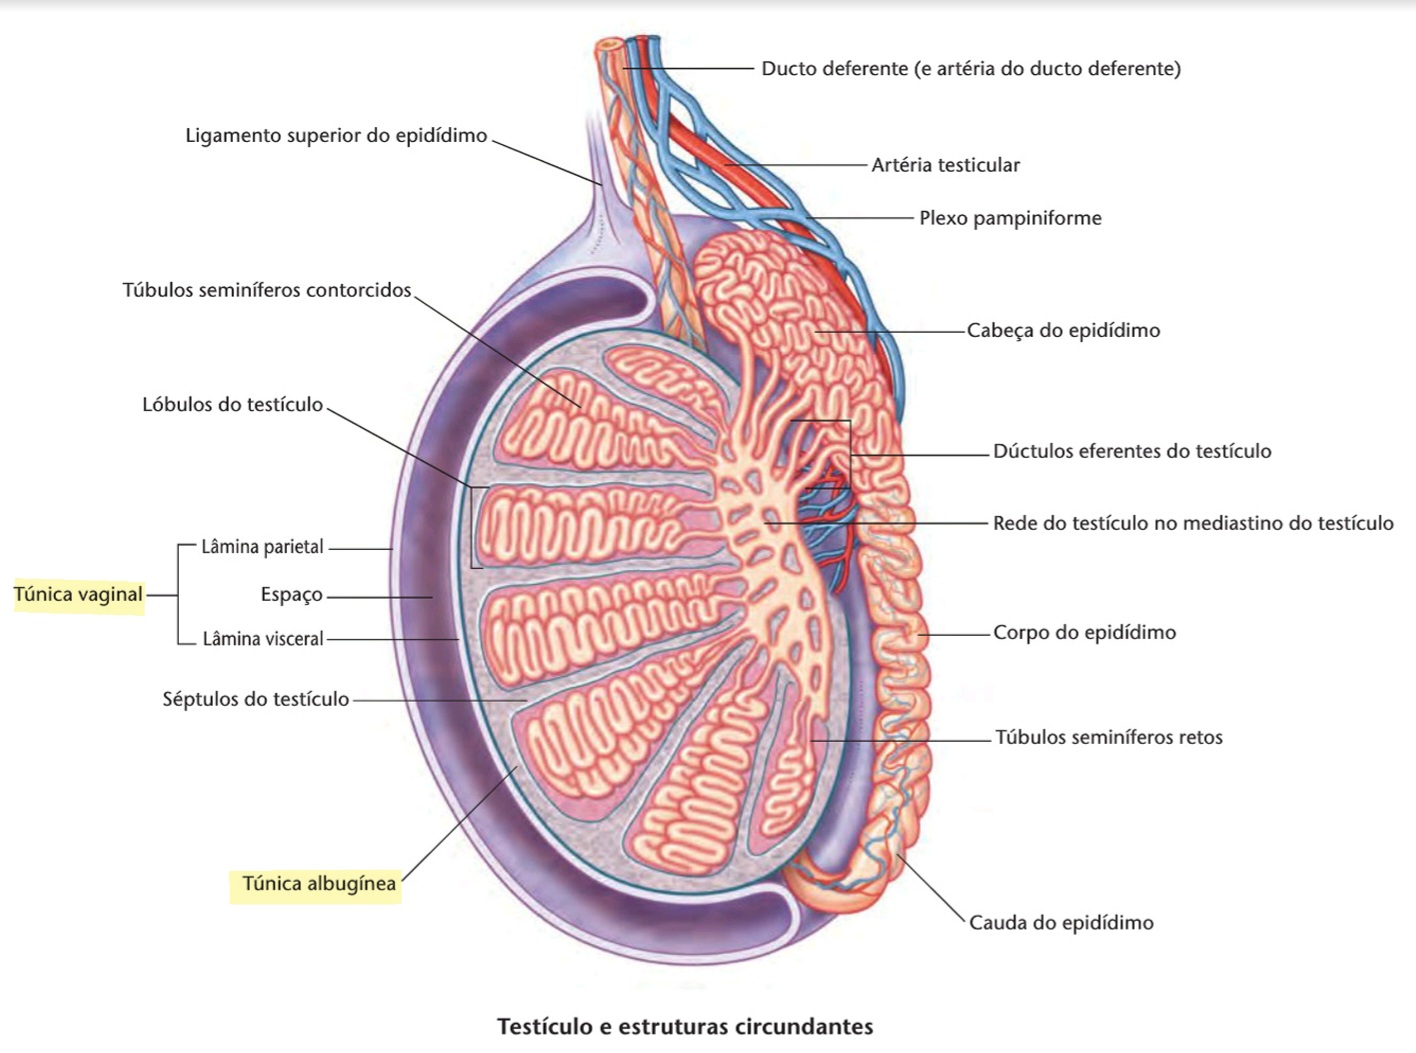 Ducto deferente (e artéria do ducto deferente)
Ligamento superior do epidídimo
Artéria testicular
Plexo pampiniforme
Túbulos seminíferos contorcidos
Cabeça do epidídimo
Lóbulos do testículo
Dúctulos eferentes do testículo
Rede do testículo no mediastino do testículo
Lâmina parietal
Túnica vaginal
Espaço
Lâmina visceral
Corpo do epidídimo
Séptulos do testículo
Túbulos seminíferos retos
Túnica albugínea
Cauda do epidídimo
Testículo e estruturas circundantes